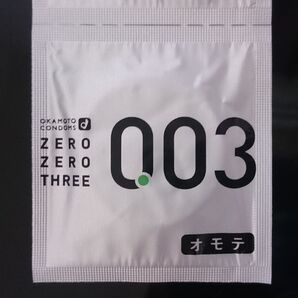 OKAMOTO
CONDOMS
ZERO
ZERO
THREE
0.03
オモテ